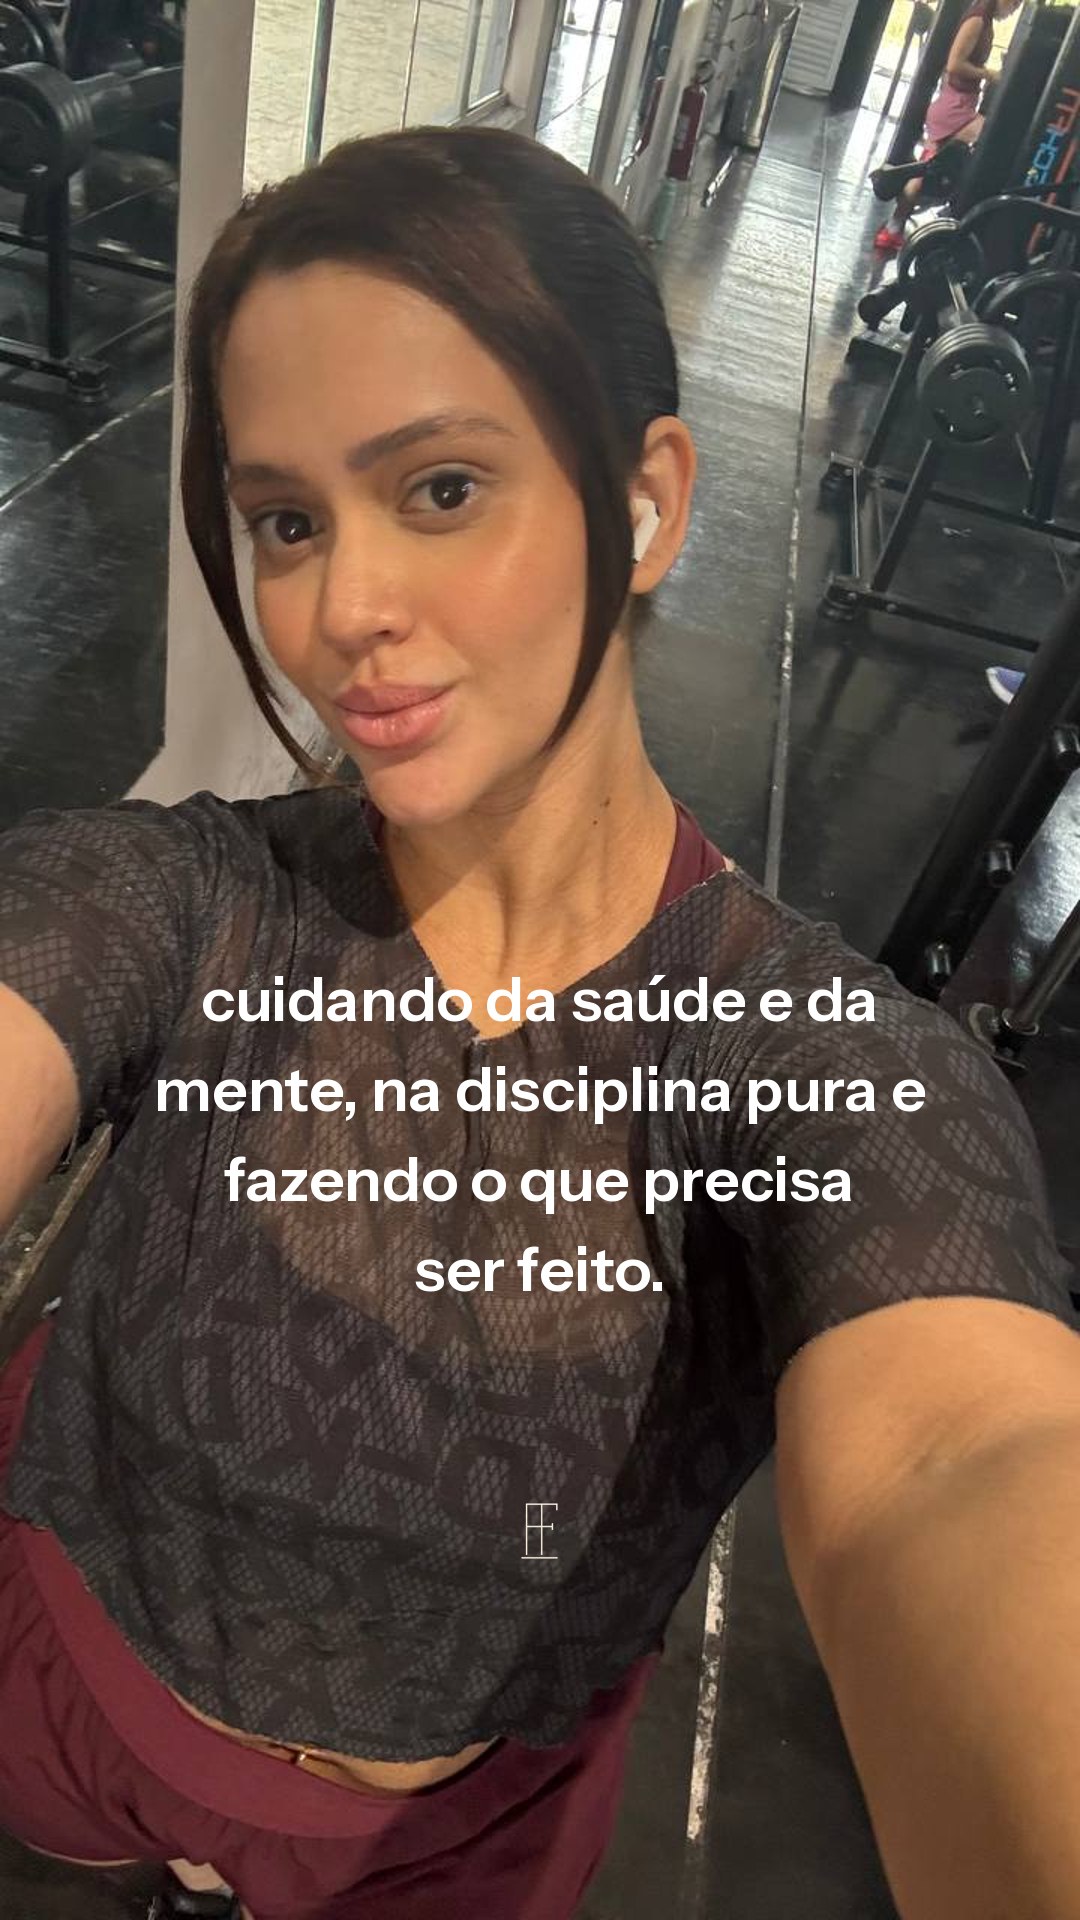 cuidando da saúde e da
mente, na disciplina pura e
fazendo o que precisa
ser feito.